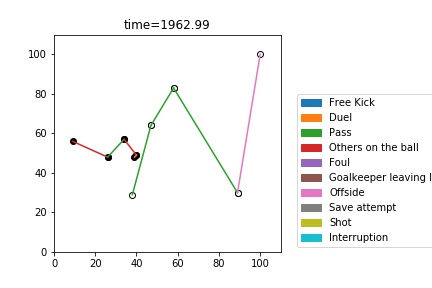 time=1962.99
100
80
60
40
20
0
0 20 40 60 80 100
Free Kick
Duel
Pass
Others on the ball
Foul
Goalkeeper leaving l
Offside
Save attempt
Shot
Interruption